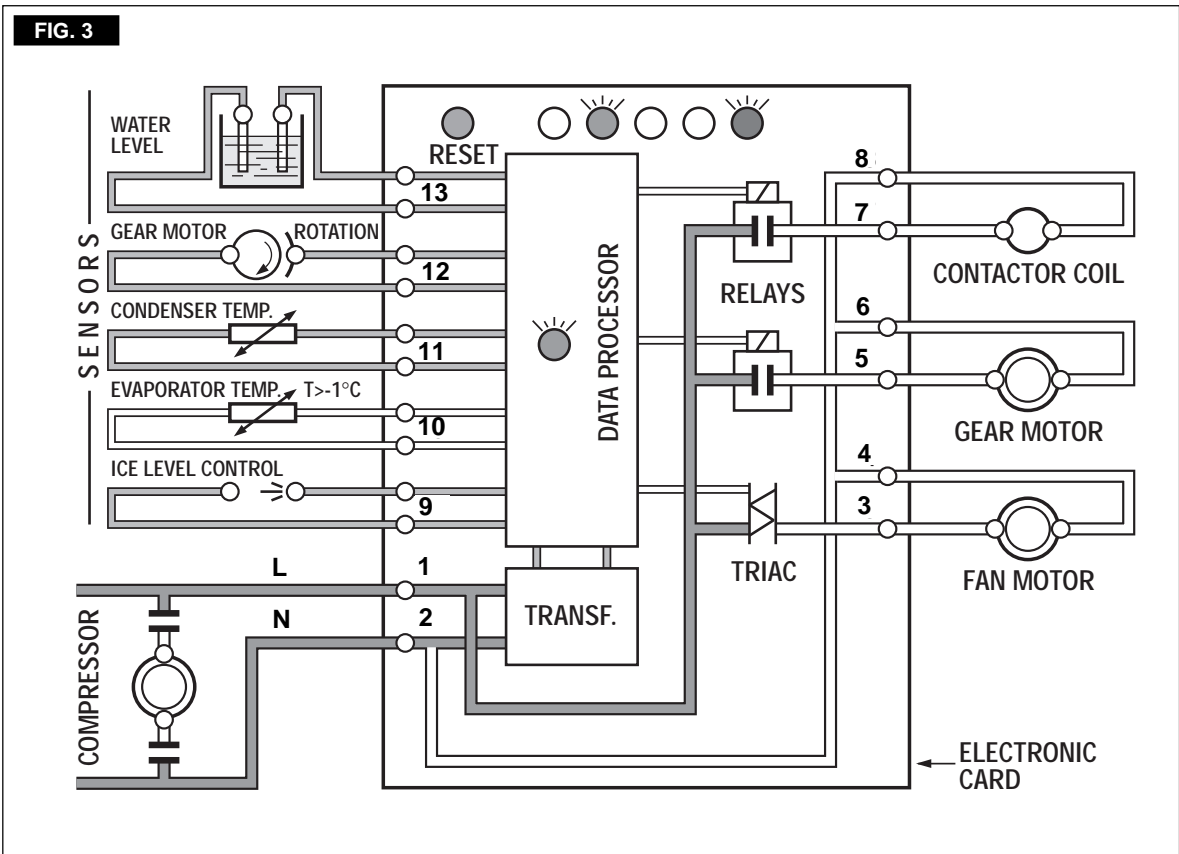 FIG. 3
WATER
LEVEL
RESET
13
GEAR MOTOR
ROTATION
12
CONDENSER TEMP.
11
EVAPORATOR TEMP.
T>-1°C
10
ICE LEVEL CONTROL
9
SENSORS
DATA PROCESSOR
8
7
CONTACTOR COIL
RELAYS
6
5
GEAR MOTOR
4
3
FAN MOTOR
TRIAC
L
1
N
2
TRANSF.
COMPRESSOR
ELECTRONIC
CARD